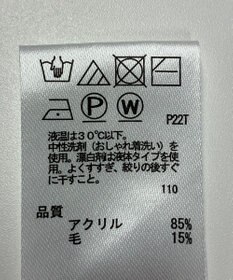 P W
P22T
液温は30℃以下。
中性洗剤(おしゃれ着洗い)を
使用。漂白剤は液体タイプを使
用。よくすすぎ、絞りの後すぐ
に干すこと。
110
品質
アクリル 85%
毛 15%